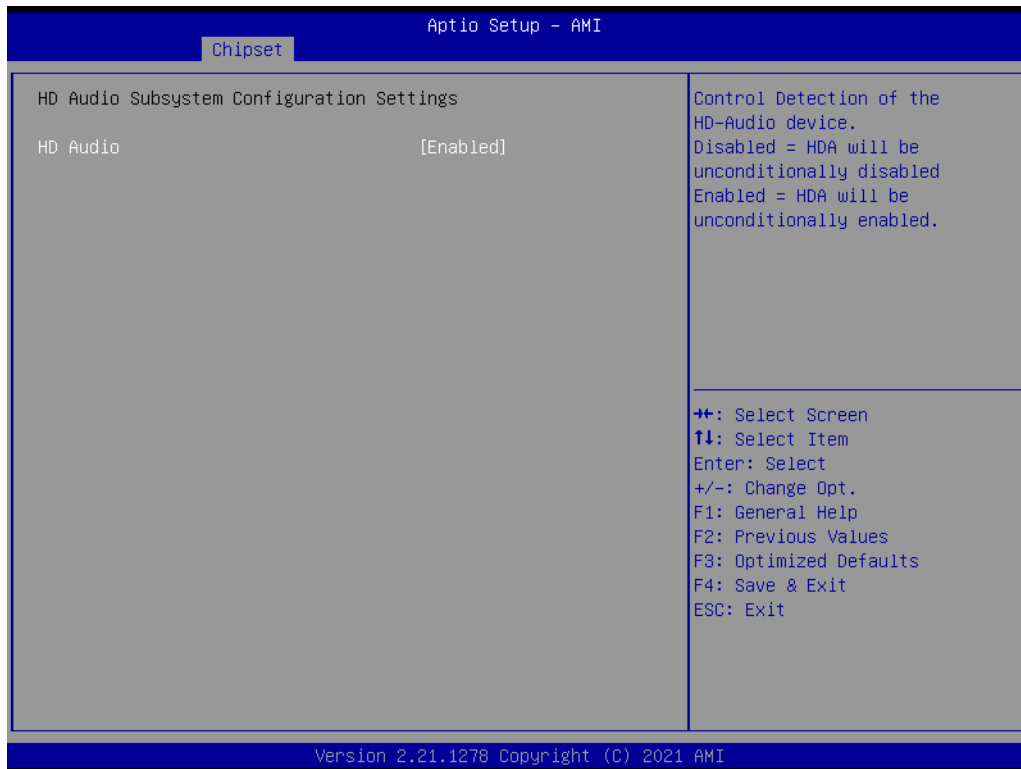 Aptio Setup – AMI
Chipset
HD Audio Subsystem Configuration Settings
HD Audio [Enabled]
Control Detection of the
HD-Audio device.
Disabled = HDA will be
unconditionally disabled
Enabled = HDA will be
unconditionally enabled.
→←: Select Screen
↑↓: Select Item
Enter: Select
+/-: Change Opt.
F1: General Help
F2: Previous Values
F3: Optimized Defaults
F4: Save & Exit
ESC: Exit
Version 2.21.1278 Copyright (C) 2021 AMI